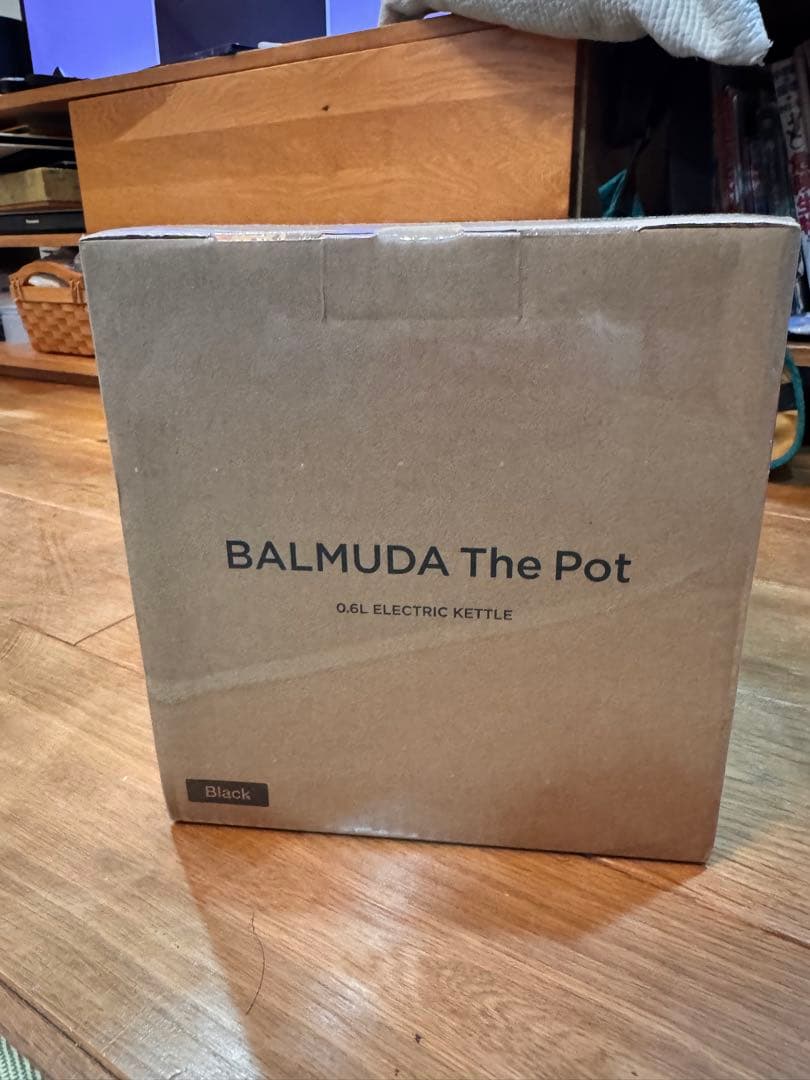 BALMUDA The Pot
0.6L ELECTRIC KETTLE
Black